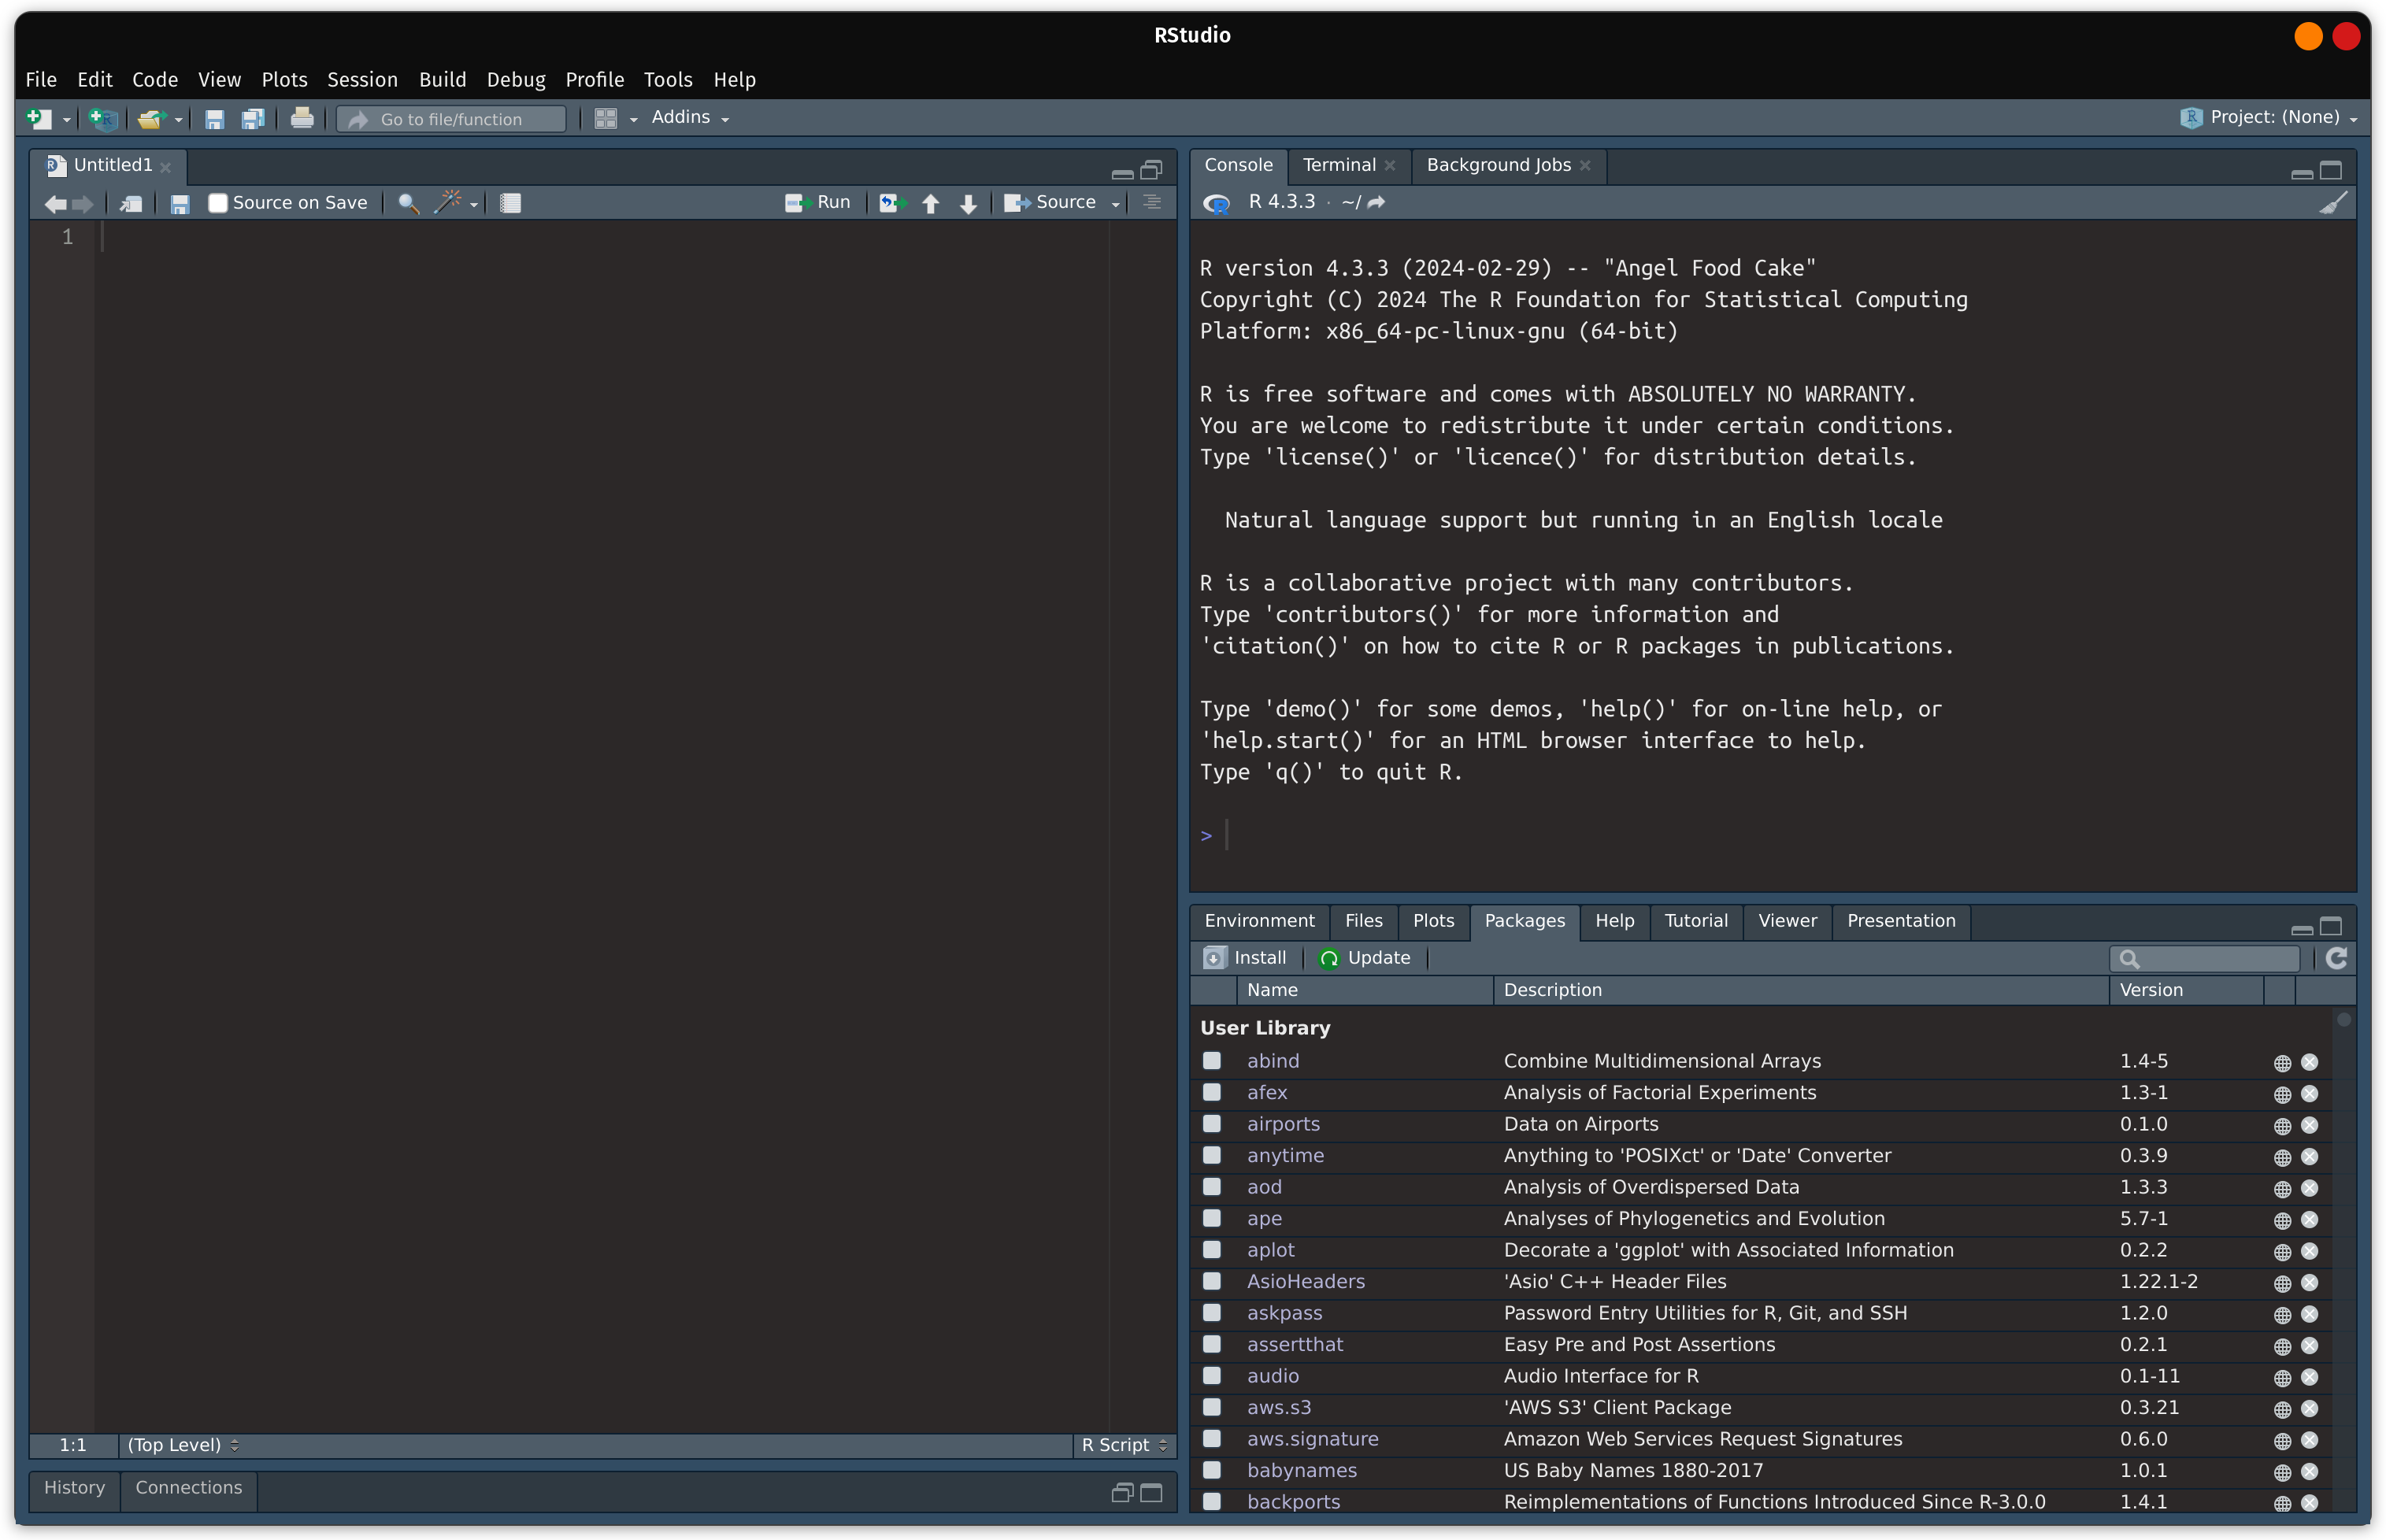 RStudio
File Edit Code View Plots Session Build Debug Profile Tools Help
Go to file/function Addins Project: (None)
Untitled1
Source on Save Run Source
1
1:1 (Top Level) R Script
History Connections
Console Terminal Background Jobs
R 4.3.3 · ~/
R version 4.3.3 (2024-02-29) -- "Angel Food Cake"
Copyright (C) 2024 The R Foundation for Statistical Computing
Platform: x86_64-pc-linux-gnu (64-bit)
R is free software and comes with ABSOLUTELY NO WARRANTY.
You are welcome to redistribute it under certain conditions.
Type 'license()' or 'licence()' for distribution details.
Natural language support but running in an English locale
R is a collaborative project with many contributors.
Type 'contributors()' for more information and
'citation()' on how to cite R or R packages in publications.
Type 'demo()' for some demos, 'help()' for on-line help, or
'help.start()' for an HTML browser interface to help.
Type 'q()' to quit R.
>
Environment Files Plots Packages Help Tutorial Viewer Presentation
Install Update
Name Description Version
User Library
abind Combine Multidimensional Arrays 1.4-5
afex Analysis of Factorial Experiments 1.3-1
airports Data on Airports 0.1.0
anytime Anything to 'POSIXct' or 'Date' Converter 0.3.9
aod Analysis of Overdispersed Data 1.3.3
ape Analyses of Phylogenetics and Evolution 5.7-1
aplot Decorate a 'ggplot' with Associated Information 0.2.2
AsioHeaders 'Asio' C++ Header Files 1.22.1-2
askpass Password Entry Utilities for R, Git, and SSH 1.2.0
assertthat Easy Pre and Post Assertions 0.2.1
audio Audio Interface for R 0.1-11
aws.s3 'AWS S3' Client Package 0.3.21
aws.signature Amazon Web Services Request Signatures 0.6.0
babynames US Baby Names 1880-2017 1.0.1
backports Reimplementations of Functions Introduced Since R-3.0.0 1.4.1